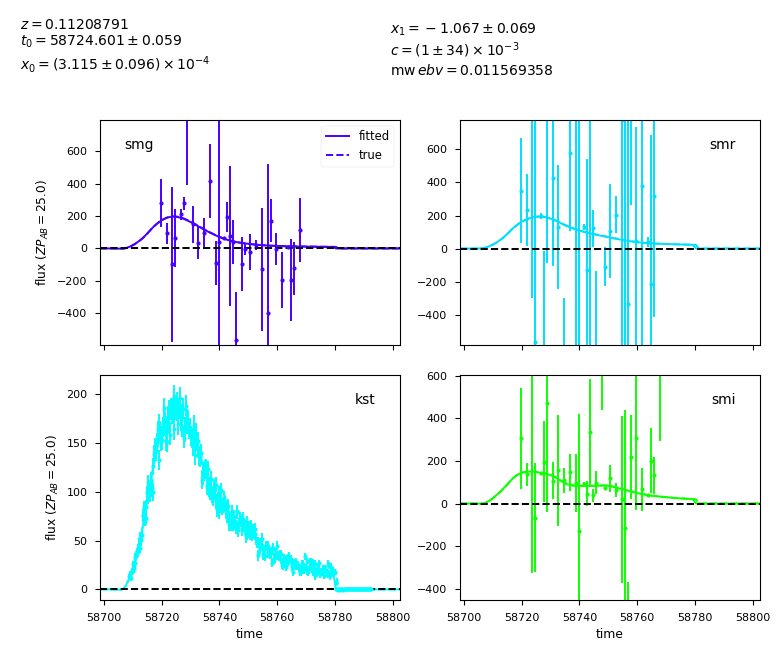 z = 0.11208791
t0 = 58724.601 ± 0.059
x0 = (3.115 ± 0.096) × 10^−4
x1 = −1.067 ± 0.069
c = (1 ± 34) × 10^−3
mw ebv = 0.011569358
smg
fitted
true
600
400
200
0
−200
−400
flux (ZP_AB = 25.0)
smr
600
400
200
0
−200
−400
kst
200
150
100
50
0
flux (ZP_AB = 25.0)
58700 58720 58740 58760 58780 58800
time
smi
600
400
200
0
−200
−400
58700 58720 58740 58760 58780 58800
time